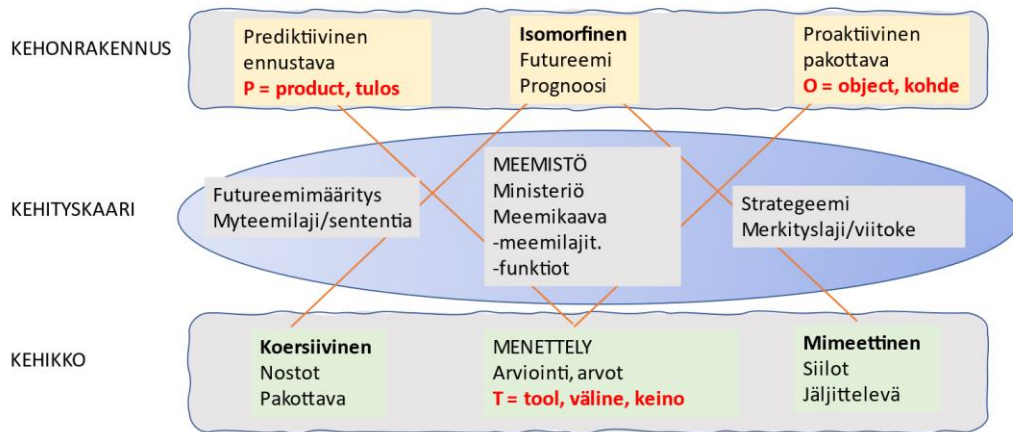 KEHONRAKENNUS
Prediktiivinen
ennustava
P = product, tulos
Isomorfinen
Futureemi
Prognoosi
Proaktiivinen
pakottava
O = object, kohde
KEHITYSKAARI
Futureemimääritys
Myteemilaji/sententia
MEEMISTÖ
Ministeriö
Meemikaava
-meemilajit.
-funktiot
Strategeemi
Merkityslaji/viitoke
KEHIKKO
Koersiivinen
Nostot
Pakottava
MENETTELY
Arviointi, arvot
T = tool, väline, keino
Mimeettinen
Siilot
Jäljittelevä